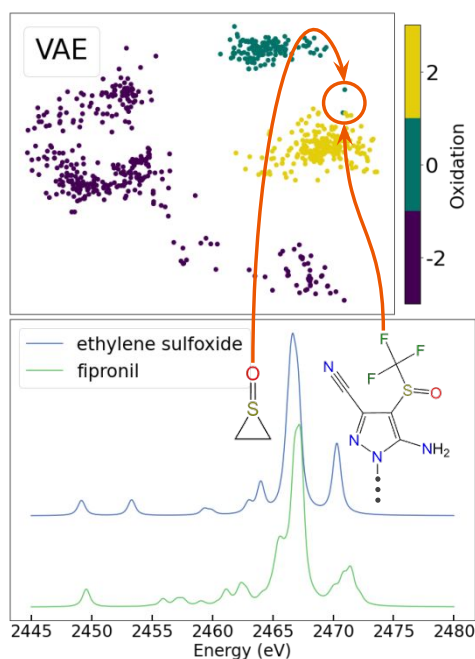 VAE
2
0
-2
Oxidation
ethylene sulfoxide
fipronil
O
S
F
F
F
N
S
O
N
N
NH₂
2445 2450 2455 2460 2465 2470 2475 2480
Energy (eV)